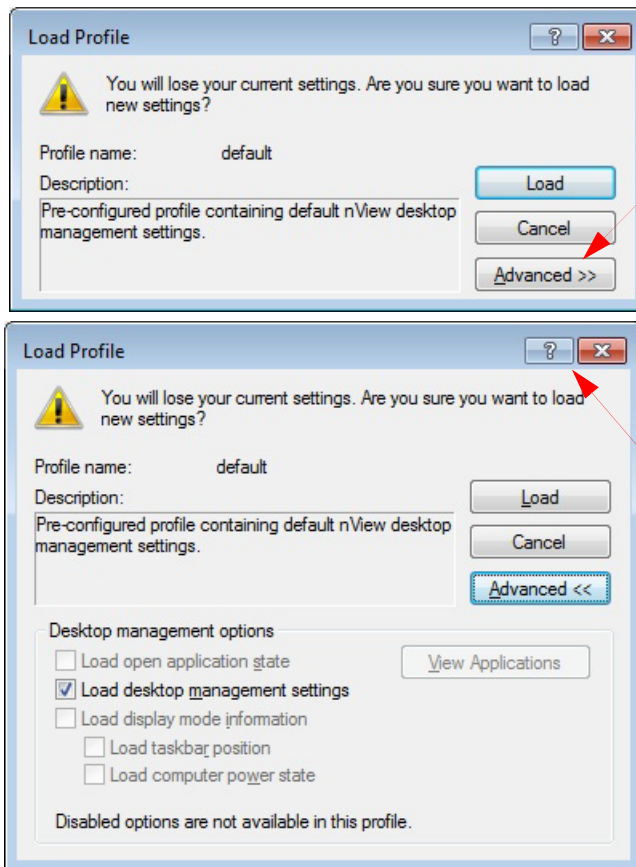 Load Profile
?
You will lose your current settings. Are you sure you want to load
new settings?
Profile name: default
Description:
Pre-configured profile containing default nView desktop
management settings.
Load
Cancel
Advanced >>
Load Profile
?
You will lose your current settings. Are you sure you want to load
new settings?
Profile name: default
Description:
Pre-configured profile containing default nView desktop
management settings.
Load
Cancel
Advanced <<
Desktop management options
Load open application state
View Applications
Load desktop management settings
Load display mode information
Load taskbar position
Load computer power state
Disabled options are not available in this profile.